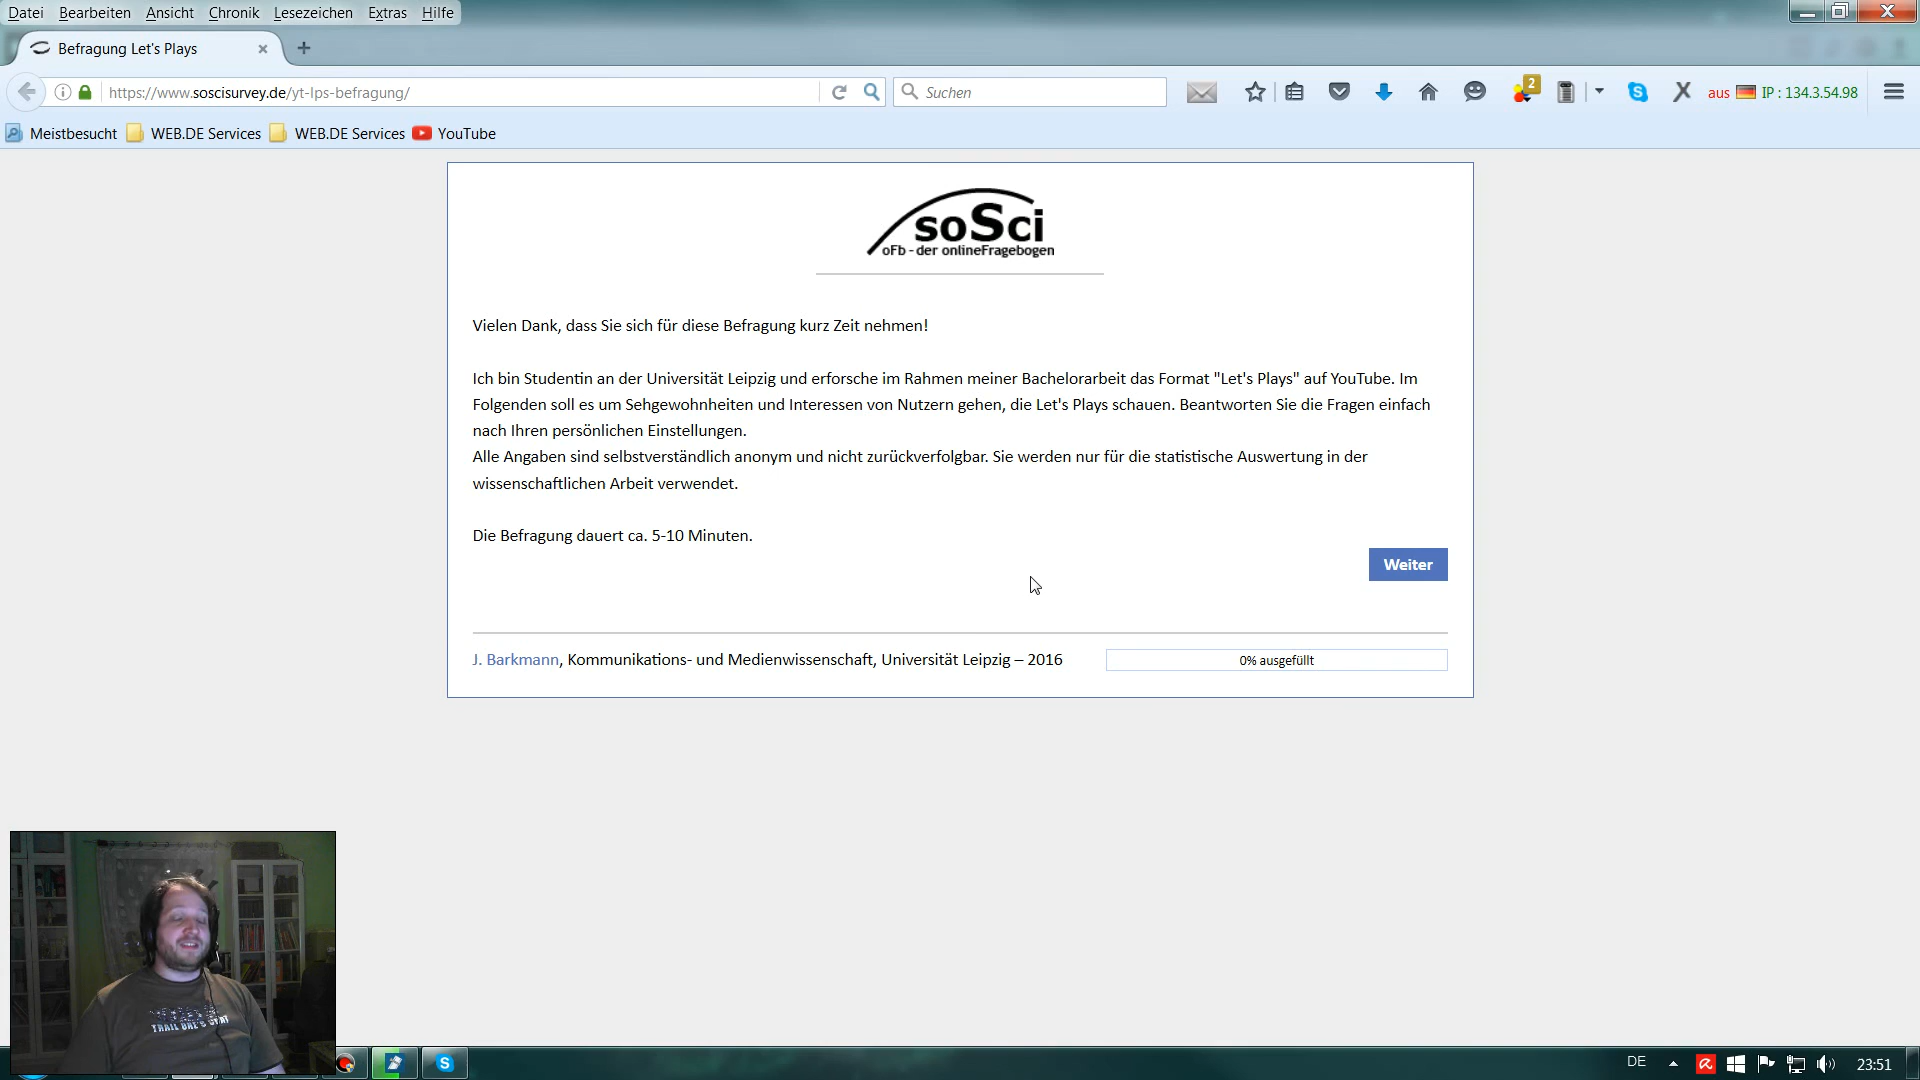 Datei Bearbeiten Ansicht Chronik Lesezeichen Extras Hilfe
Befragung Let's Plays
https://www.soscisurvey.de/yt-lps-befragung/
Suchen
2
aus IP : 134.3.54.98
Meistbesucht WEB.DE Services WEB.DE Services YouTube
soSci
oFb - der onlineFragebogen
Vielen Dank, dass Sie sich für diese Befragung kurz Zeit nehmen!
Ich bin Studentin an der Universität Leipzig und erforsche im Rahmen meiner Bachelorarbeit das Format "Let's Plays" auf YouTube. Im
Folgenden soll es um Sehgewohnheiten und Interessen von Nutzern gehen, die Let's Plays schauen. Beantworten Sie die Fragen einfach
nach Ihren persönlichen Einstellungen.
Alle Angaben sind selbstverständlich anonym und nicht zurückverfolgbar. Sie werden nur für die statistische Auswertung in der
wissenschaftlichen Arbeit verwendet.
Die Befragung dauert ca. 5-10 Minuten.
Weiter
J. Barkmann, Kommunikations- und Medienwissenschaft, Universität Leipzig – 2016
0% ausgefüllt
DE
23:51